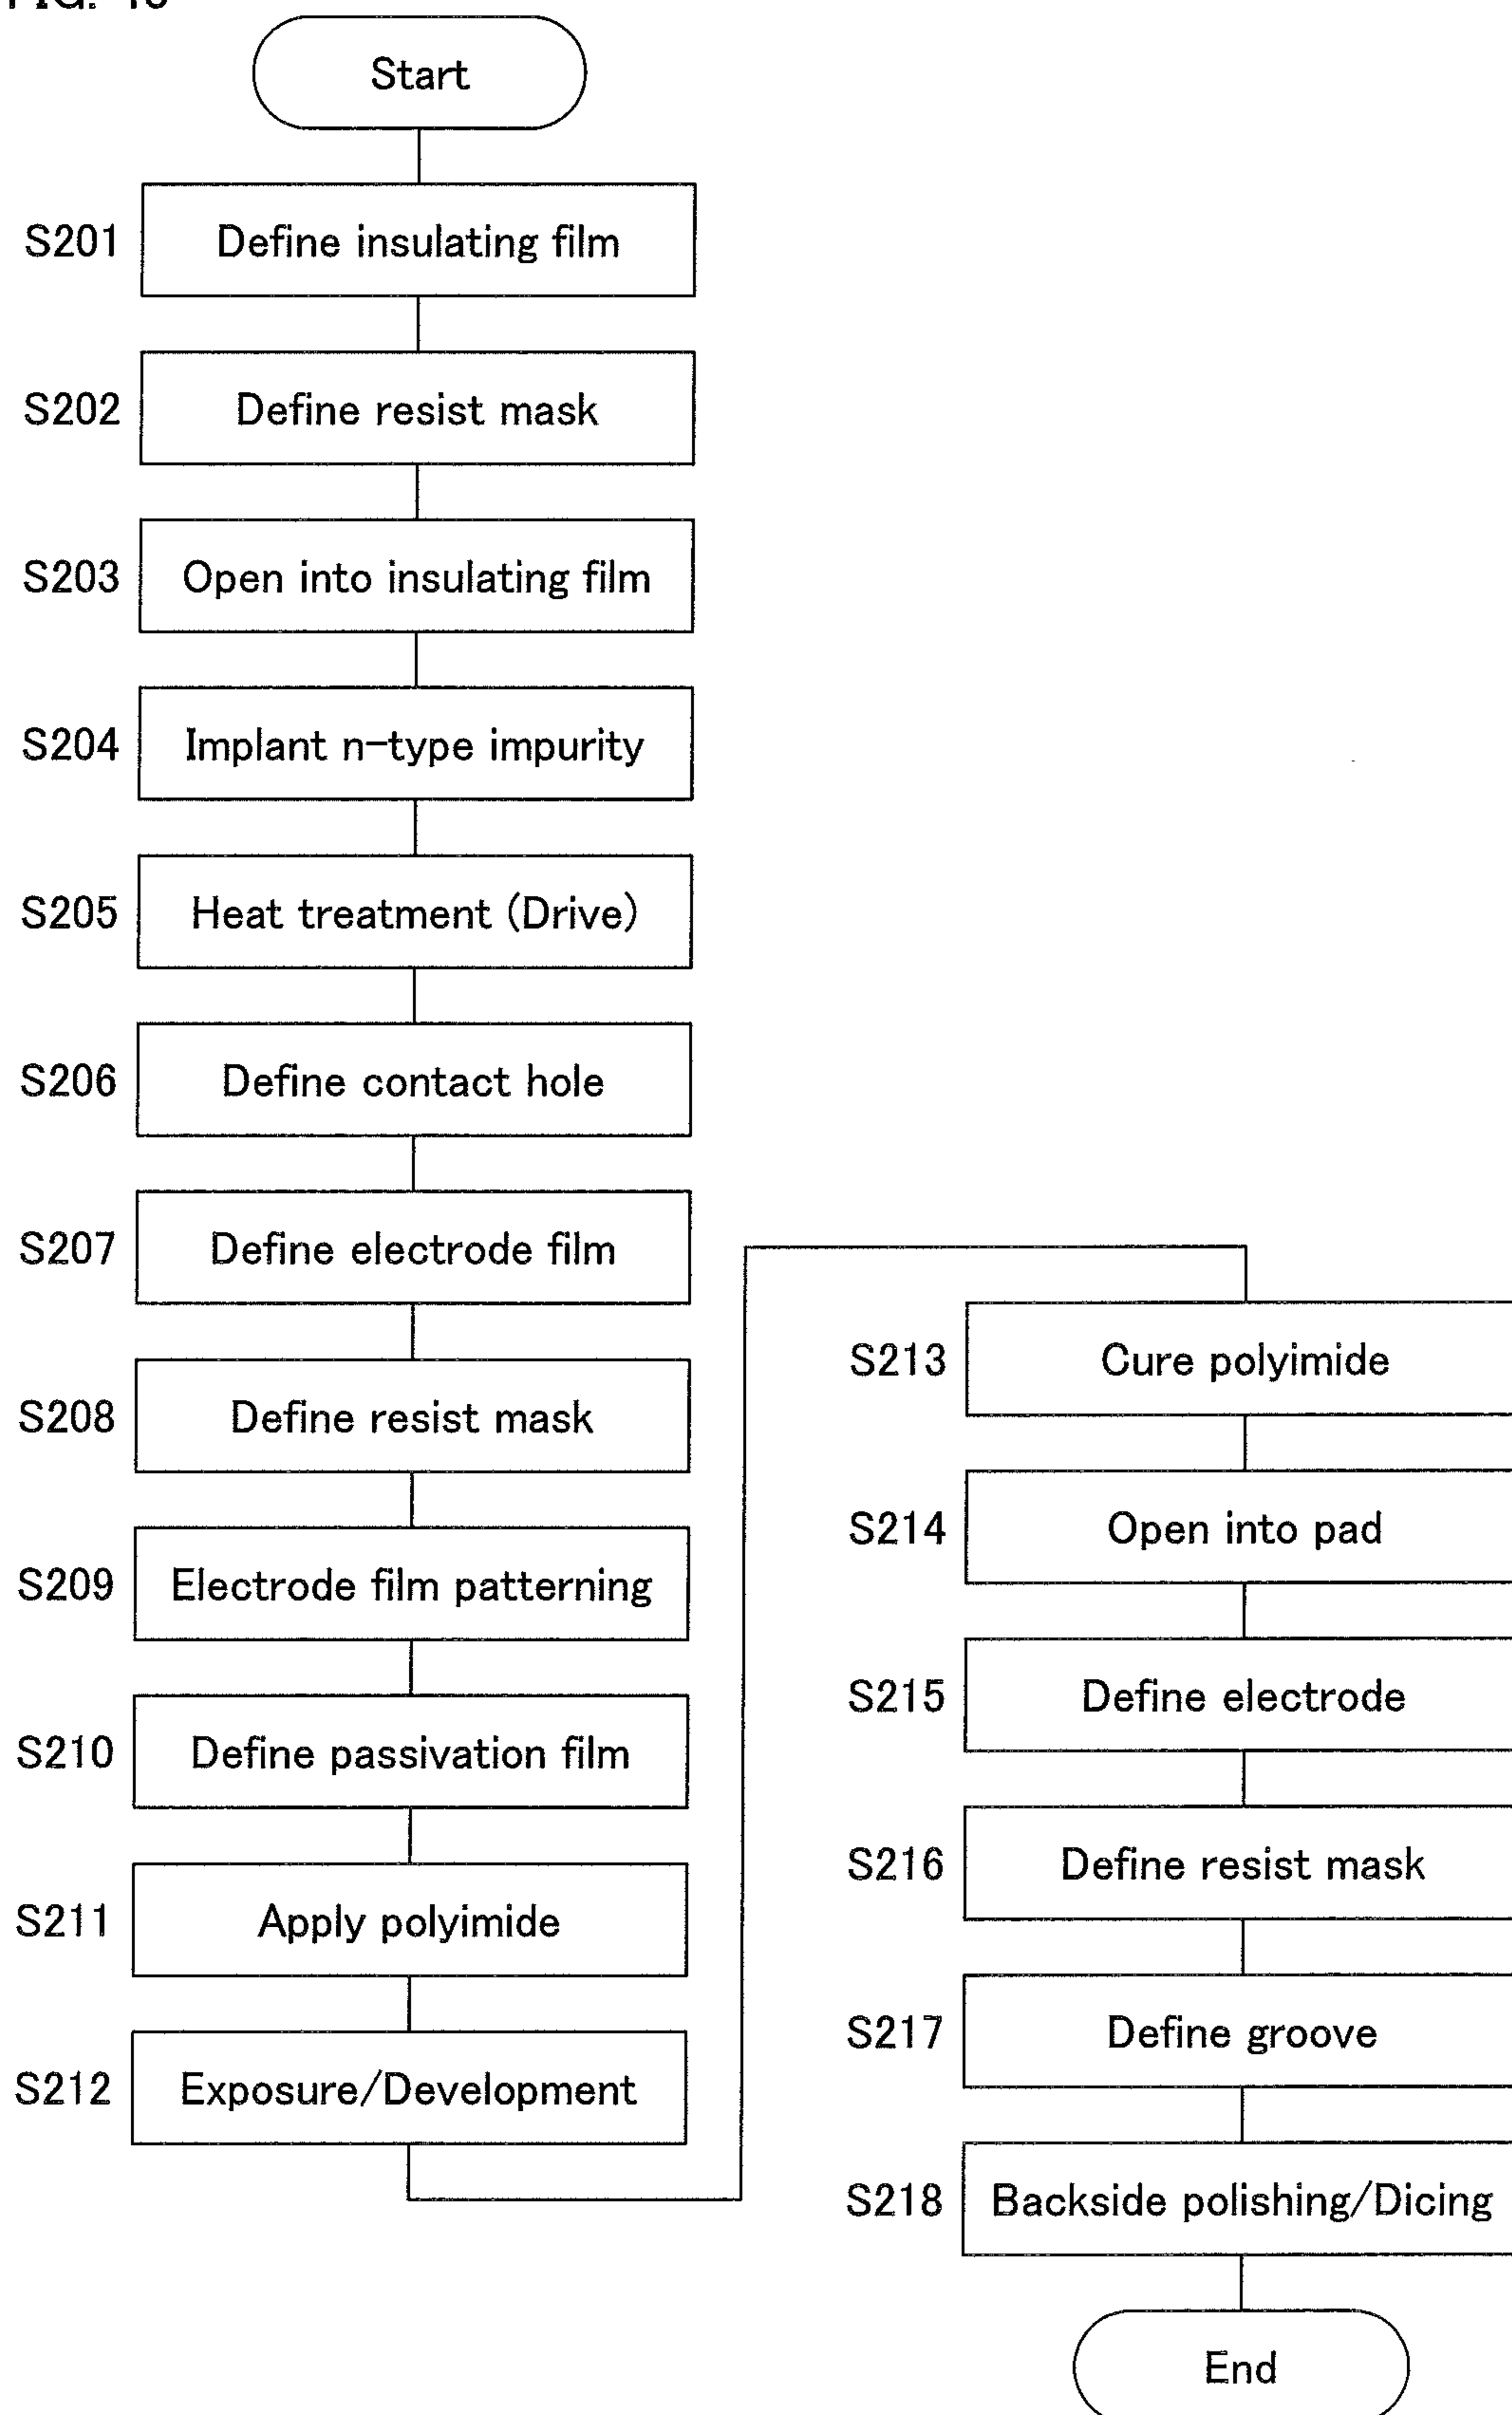 Start
S201 Define insulating film
S202 Define resist mask
S203 Open into insulating film
S204 Implant n-type impurity
S205 Heat treatment (Drive)
S206 Define contact hole
S207 Define electrode film
S208 Define resist mask
S209 Electrode film patterning
S210 Define passivation film
S211 Apply polyimide
S212 Exposure/Development
S213 Cure polyimide
S214 Open into pad
S215 Define electrode
S216 Define resist mask
S217 Define groove
S218 Backside polishing/Dicing
End